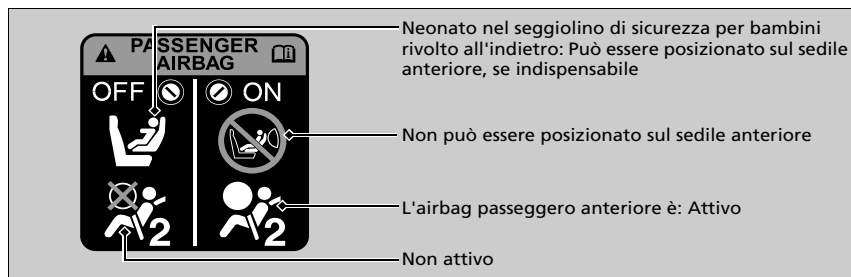 PASSENGER
AIRBAG
OFF
ON
2
2
Neonato nel seggiolino di sicurezza per bambini
rivolto all'indietro: Può essere posizionato sul sedile
anteriore, se indispensabile
Non può essere posizionato sul sedile anteriore
L'airbag passeggero anteriore è: Attivo
Non attivo